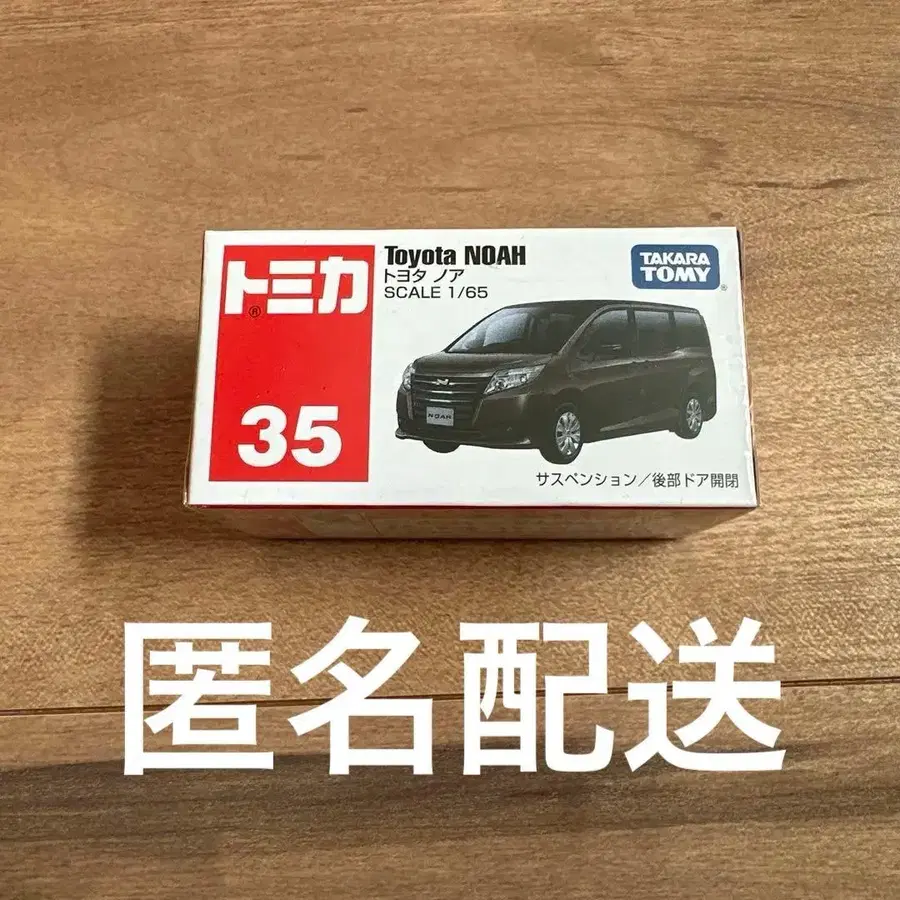 トミカ
®
35
Toyota NOAH
トヨタ ノア
SCALE 1/65
TAKARA
TOMY
®
NOAH
サスペンション/後部ドア開閉
匿名配送